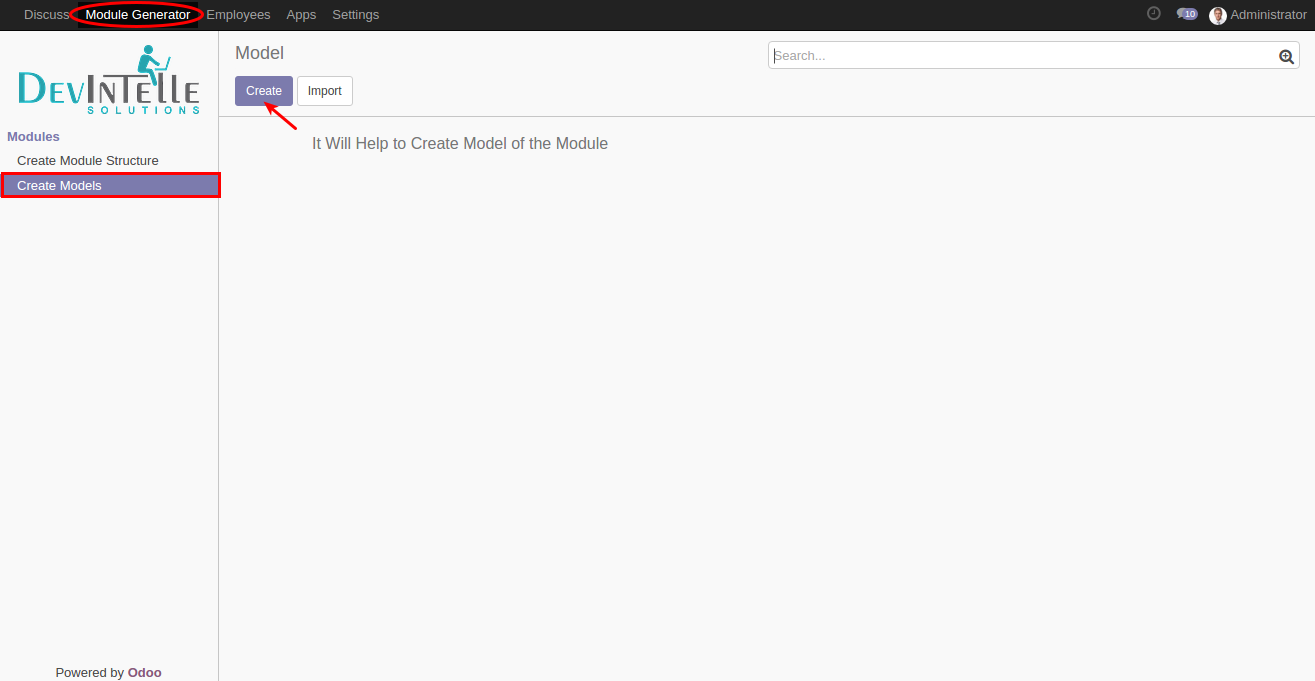 Discuss Module Generator Employees Apps Settings 10 Administrator
DEVINTELLE
SOLUTIONS
Modules
Create Module Structure
Create Models
Model
Search...
Create Import
It Will Help to Create Model of the Module
Powered by Odoo